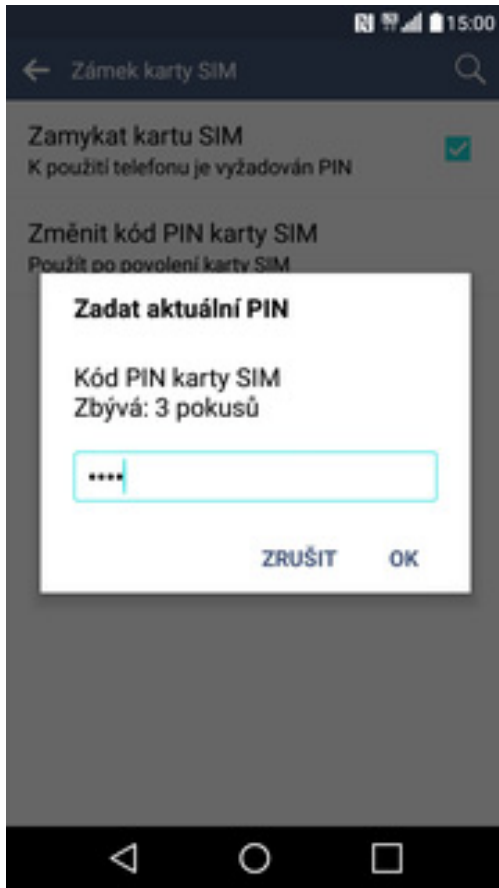 15:00
Zámek karty SIM
Zamykat kartu SIM
K použití telefonu je vyžadován PIN
Změnit kód PIN karty SIM
Použít po povolení karty SIM
Zadat aktuální PIN
Kód PIN karty SIM
Zbývá: 3 pokusů
••••
ZRUŠIT OK